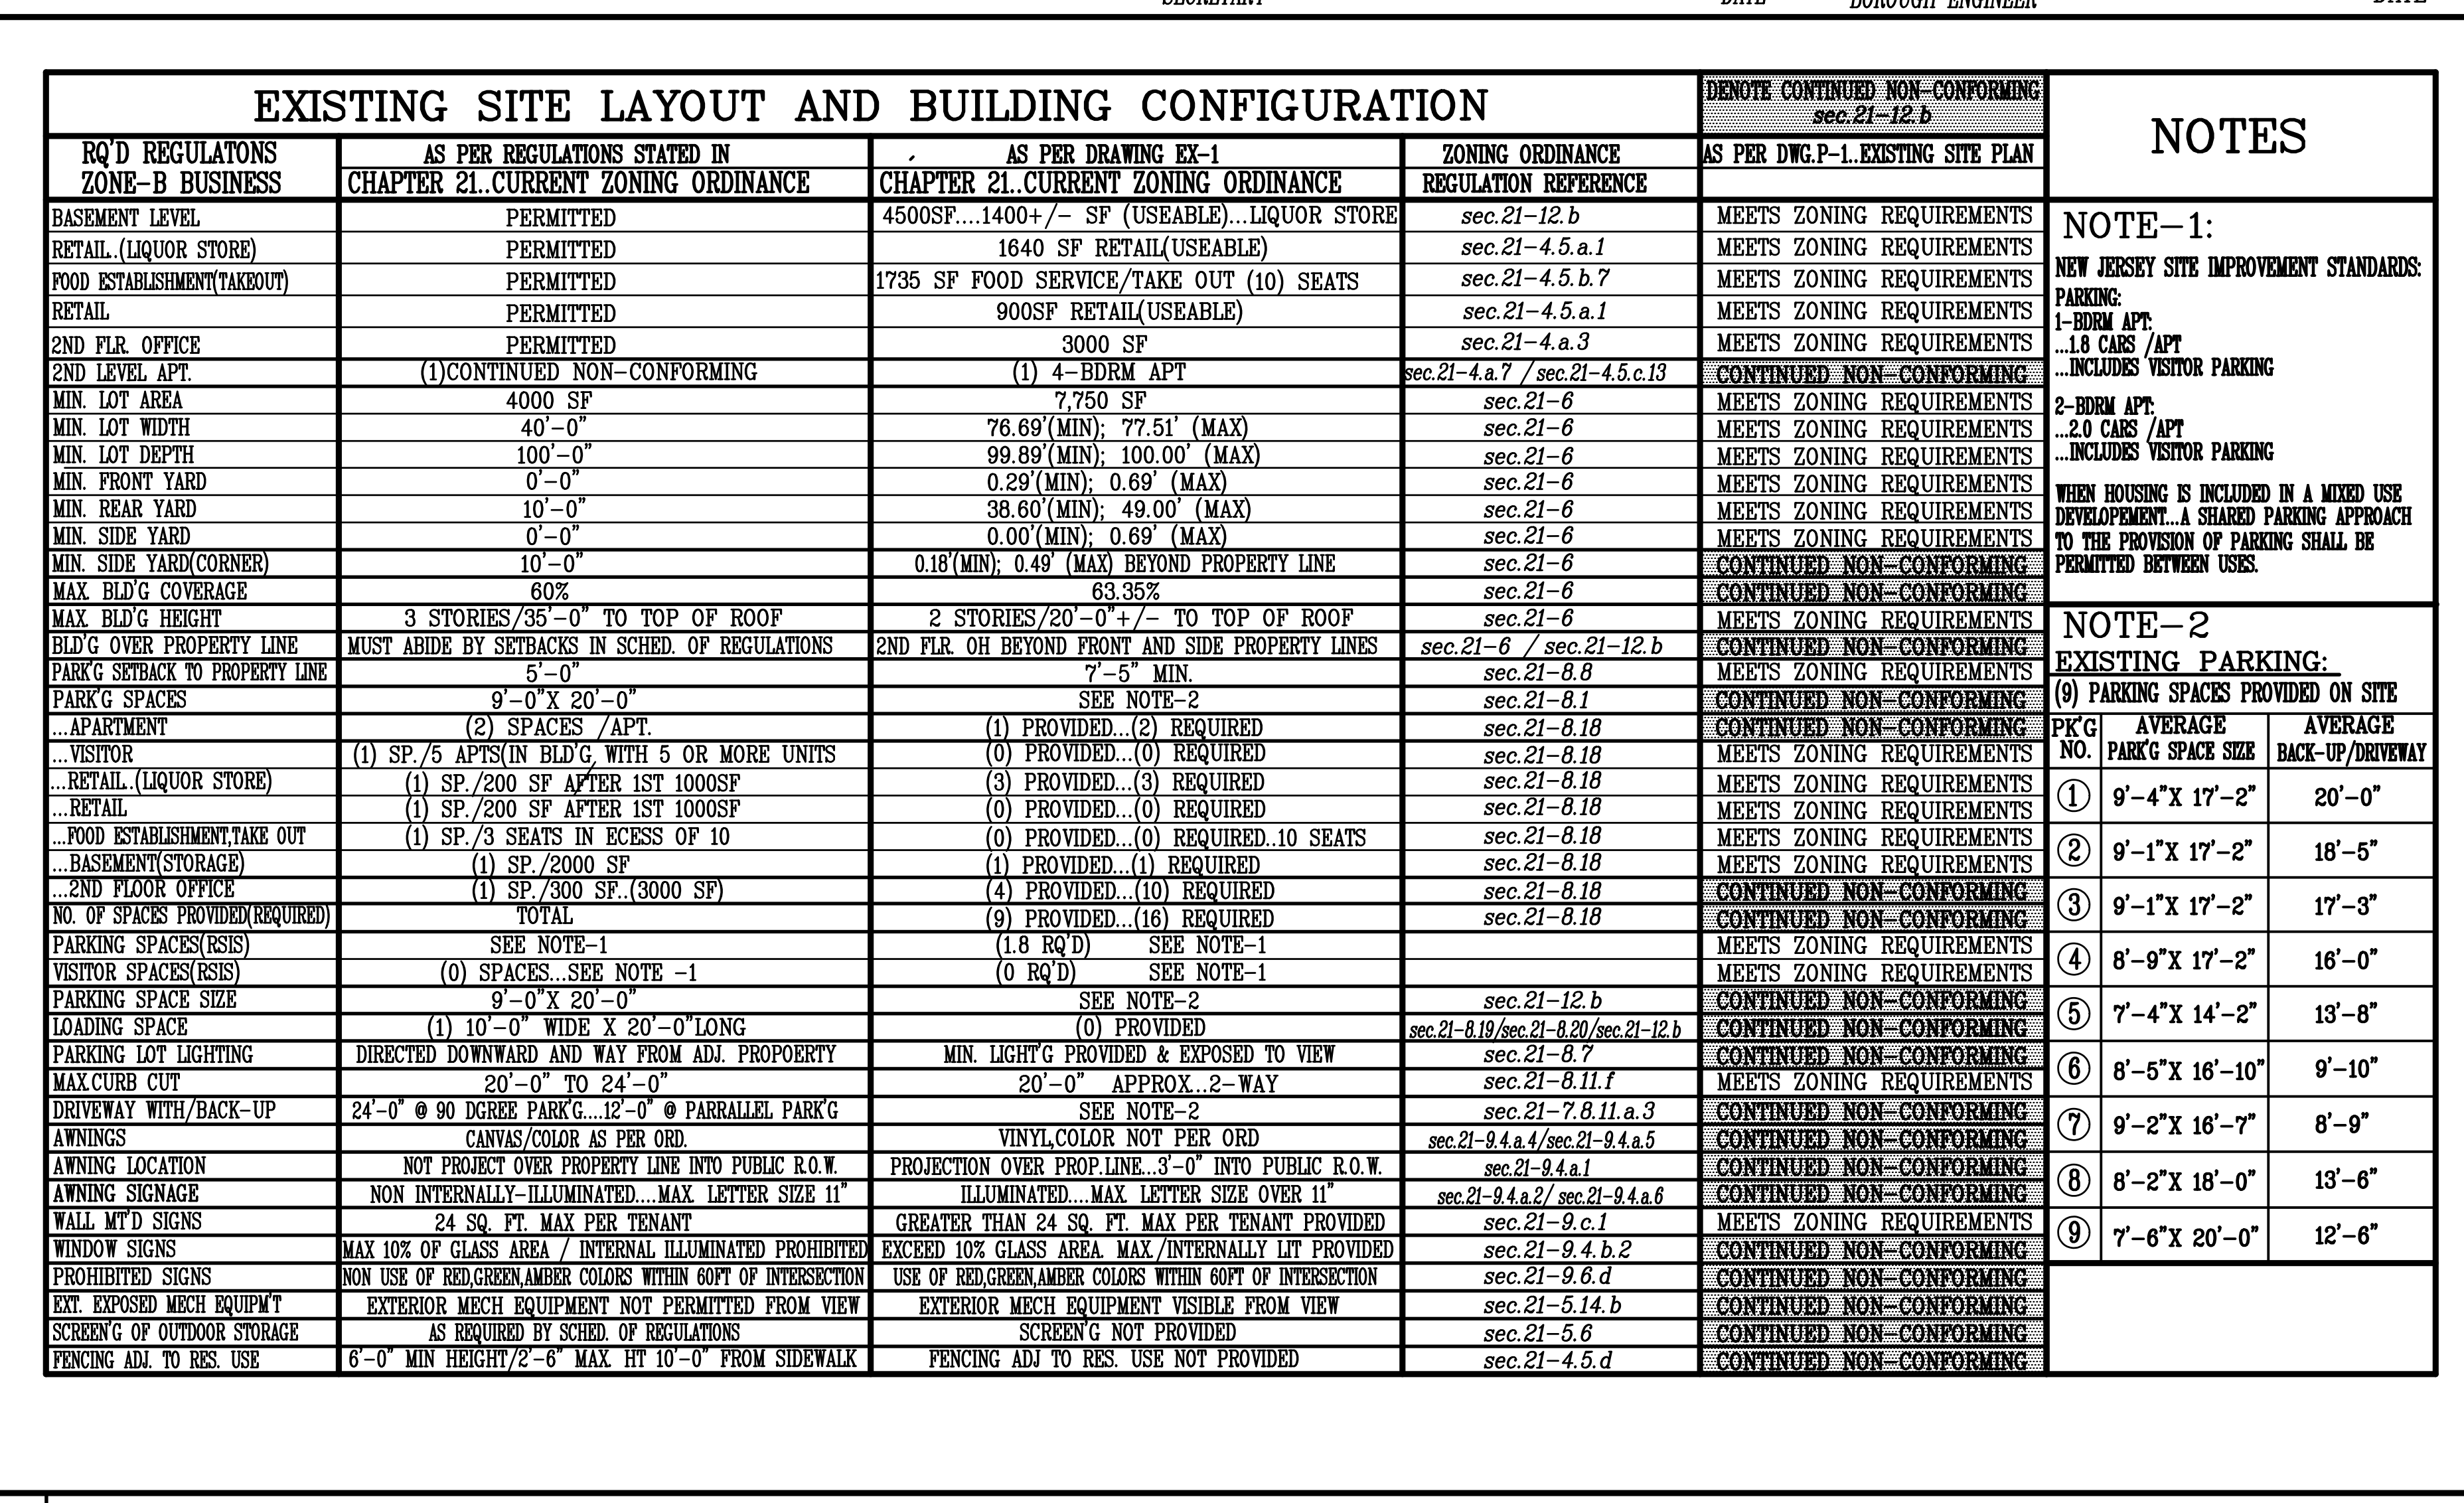 EXISTING SITE LAYOUT AND BUILDING CONFIGURATION
DENOTE CONTINUED NON-CONFORMING
sec.21-12.b
RQ'D REGULATONS
ZONE-B BUSINESS
AS PER REGULATIONS STATED IN
CHAPTER 21..CURRENT ZONING ORDINANCE
AS PER DRAWING EX-1
CHAPTER 21..CURRENT ZONING ORDINANCE
ZONING ORDINANCE
REGULATION REFERENCE
AS PER DWG.P-1..EXISTING SITE PLAN
BASEMENT LEVEL PERMITTED 4500SF....1400+/- SF (USEABLE)...LIQUOR STORE sec.21-12.b MEETS ZONING REQUIREMENTS
RETAIL..(LIQUOR STORE) PERMITTED 1640 SF RETAIL(USEABLE) sec.21-4.5.a.1 MEETS ZONING REQUIREMENTS
FOOD ESTABLISHMENT(TAKEOUT) PERMITTED 1735 SF FOOD SERVICE/TAKE OUT (10) SEATS sec.21-4.5.b.7 MEETS ZONING REQUIREMENTS
RETAIL PERMITTED 900SF RETAIL(USEABLE) sec.21-4.5.a.1 MEETS ZONING REQUIREMENTS
2ND FLR. OFFICE PERMITTED 3000 SF sec.21-4.a.3 MEETS ZONING REQUIREMENTS
2ND LEVEL APT. (1)CONTINUED NON-CONFORMING (1) 4-BDRM APT sec.21-4.a.7 / sec.21-4.5.c.13 CONTINUED NON-CONFORMING
MIN. LOT AREA 4000 SF 7,750 SF sec.21-6 MEETS ZONING REQUIREMENTS
MIN. LOT WIDTH 40'-0" 76.69'(MIN); 77.51' (MAX) sec.21-6 MEETS ZONING REQUIREMENTS
MIN. LOT DEPTH 100'-0" 99.89'(MIN); 100.00' (MAX) sec.21-6 MEETS ZONING REQUIREMENTS
MIN. FRONT YARD 0'-0" 0.29'(MIN); 0.69' (MAX) sec.21-6 MEETS ZONING REQUIREMENTS
MIN. REAR YARD 10'-0" 38.60'(MIN); 49.00' (MAX) sec.21-6 MEETS ZONING REQUIREMENTS
MIN. SIDE YARD 0'-0" 0.00'(MIN); 0.69' (MAX) sec.21-6 MEETS ZONING REQUIREMENTS
MIN. SIDE YARD(CORNER) 10'-0" 0.18'(MIN); 0.49' (MAX) BEYOND PROPERTY LINE sec.21-6 CONTINUED NON-CONFORMING
MAX. BLD'G COVERAGE 60% 63.35% sec.21-6 CONTINUED NON-CONFORMING
MAX. BLD'G HEIGHT 3 STORIES/35'-0" TO TOP OF ROOF 2 STORIES/20'-0"+/- TO TOP OF ROOF sec.21-6 MEETS ZONING REQUIREMENTS
BLD'G OVER PROPERTY LINE MUST ABIDE BY SETBACKS IN SCHED. OF REGULATIONS 2ND FLR. OH BEYOND FRONT AND SIDE PROPERTY LINES sec.21-6 / sec.21-12.b CONTINUED NON-CONFORMING
PARK'G SETBACK TO PROPERTY LINE 5'-0" 7'-5" MIN. sec.21-8.8 MEETS ZONING REQUIREMENTS
PARK'G SPACES 9'-0"X 20'-0" SEE NOTE-2 sec.21-8.1 CONTINUED NON-CONFORMING
...APARTMENT (2) SPACES /APT. (1) PROVIDED...(2) REQUIRED sec.21-8.18 CONTINUED NON-CONFORMING
...VISITOR (1) SP./5 APTS(IN BLD'G, WITH 5 OR MORE UNITS (0) PROVIDED...(0) REQUIRED sec.21-8.18 MEETS ZONING REQUIREMENTS
...RETAIL..(LIQUOR STORE) (1) SP./200 SF AFTER 1ST 1000SF (3) PROVIDED...(3) REQUIRED sec.21-8.18 MEETS ZONING REQUIREMENTS
...RETAIL (1) SP./200 SF AFTER 1ST 1000SF (0) PROVIDED...(0) REQUIRED sec.21-8.18 MEETS ZONING REQUIREMENTS
...FOOD ESTABLISHMENT,TAKE OUT (1) SP./3 SEATS IN ECESS OF 10 (0) PROVIDED...(0) REQUIRED..10 SEATS sec.21-8.18 MEETS ZONING REQUIREMENTS
...BASEMENT(STORAGE) (1) SP./2000 SF (1) PROVIDED...(1) REQUIRED sec.21-8.18 MEETS ZONING REQUIREMENTS
...2ND FLOOR OFFICE (1) SP./300 SF..(3000 SF) (4) PROVIDED...(10) REQUIRED sec.21-8.18 CONTINUED NON-CONFORMING
NO. OF SPACES PROVIDED(REQUIRED) TOTAL (9) PROVIDED...(16) REQUIRED sec.21-8.18 CONTINUED NON-CONFORMING
PARKING SPACES(RSIS) SEE NOTE-1 (1.8 RQ'D) SEE NOTE-1 MEETS ZONING REQUIREMENTS
VISITOR SPACES(RSIS) (0) SPACES...SEE NOTE -1 (0 RQ'D) SEE NOTE-1 MEETS ZONING REQUIREMENTS
PARKING SPACE SIZE 9'-0"X 20'-0" SEE NOTE-2 sec.21-12.b CONTINUED NON-CONFORMING
LOADING SPACE (1) 10'-0" WIDE X 20'-0"LONG (0) PROVIDED sec.21-8.19/sec.21-8.20/sec.21-12.b CONTINUED NON-CONFORMING
PARKING LOT LIGHTING DIRECTED DOWNWARD AND WAY FROM ADJ. PROPOERTY MIN. LIGHT'G PROVIDED & EXPOSED TO VIEW sec.21-8.7 CONTINUED NON-CONFORMING
MAX.CURB CUT 20'-0" TO 24'-0" 20'-0" APPROX...2-WAY sec.21-8.11.f MEETS ZONING REQUIREMENTS
DRIVEWAY WITH/BACK-UP 24'-0" @ 90 DGREE PARK'G....12'-0" @ PARRALLEL PARK'G SEE NOTE-2 sec.21-7.8.11.a.3 CONTINUED NON-CONFORMING
AWNINGS CANVAS/COLOR AS PER ORD. VINYL,COLOR NOT PER ORD sec.21-9.4.a.4/sec.21-9.4.a.5 CONTINUED NON-CONFORMING
AWNING LOCATION NOT PROJECT OVER PROPERTY LINE INTO PUBLIC R.O.W. PROJECTION OVER PROP.LINE...3'-0" INTO PUBLIC R.O.W. sec.21-9.4.a.1 CONTINUED NON-CONFORMING
AWNING SIGNAGE NON INTERNALLY-ILLUMINATED....MAX. LETTER SIZE 11" ILLUMINATED....MAX. LETTER SIZE OVER 11" sec.21-9.4.a.2/ sec.21-9.4.a.6 CONTINUED NON-CONFORMING
WALL MT'D SIGNS 24 SQ. FT. MAX PER TENANT GREATER THAN 24 SQ. FT. MAX PER TENANT PROVIDED sec.21-9.c.1 MEETS ZONING REQUIREMENTS
WINDOW SIGNS MAX 10% OF GLASS AREA / INTERNAL ILLUMINATED PROHIBITED EXCEED 10% GLASS AREA. MAX./INTERNALLY LIT PROVIDED sec.21-9.4.b.2 CONTINUED NON-CONFORMING
PROHIBITED SIGNS NON USE OF RED,GREEN,AMBER COLORS WITHIN 60FT OF INTERSECTION USE OF RED,GREEN,AMBER COLORS WITHIN 60FT OF INTERSECTION sec.21-9.6.d CONTINUED NON-CONFORMING
EXT. EXPOSED MECH EQUIPM'T EXTERIOR MECH EQUIPMENT NOT PERMITTED FROM VIEW EXTERIOR MECH EQUIPMENT VISIBLE FROM VIEW sec.21-5.14.b CONTINUED NON-CONFORMING
SCREEN'G OF OUTDOOR STORAGE AS REQUIRED BY SCHED. OF REGULATIONS SCREEN'G NOT PROVIDED sec.21-5.6 CONTINUED NON-CONFORMING
FENCING ADJ. TO RES. USE 6'-0" MIN HEIGHT/2'-6" MAX. HT 10'-0" FROM SIDEWALK FENCING ADJ TO RES. USE NOT PROVIDED sec.21-4.5.d CONTINUED NON-CONFORMING
NOTES
NOTE-1:
NEW JERSEY SITE IMPROVEMENT STANDARDS:
PARKING:
1-BDRM APT:
...1.8 CARS /APT
...INCLUDES VISITOR PARKING
2-BDRM APT:
...2.0 CARS /APT
...INCLUDES VISITOR PARKING
WHEN HOUSING IS INCLUDED IN A MIXED USE
DEVELOPEMENT...A SHARED PARKING APPROACH
TO THE PROVISION OF PARKING SHALL BE
PERMITTED BETWEEN USES.
NOTE-2
EXISTING PARKING:
(9) PARKING SPACES PROVIDED ON SITE
PK'G NO. AVERAGE PARK'G SPACE SIZE AVERAGE BACK-UP/DRIVEWAY
1 9'-4"X 17'-2" 20'-0"
2 9'-1"X 17'-2" 18'-5"
3 9'-1"X 17'-2" 17'-3"
4 8'-9"X 17'-2" 16'-0"
5 7'-4"X 14'-2" 13'-8"
6 8'-5"X 16'-10" 9'-10"
7 9'-2"X 16'-7" 8'-9"
8 8'-2"X 18'-0" 13'-6"
9 7'-6"X 20'-0" 12'-6"